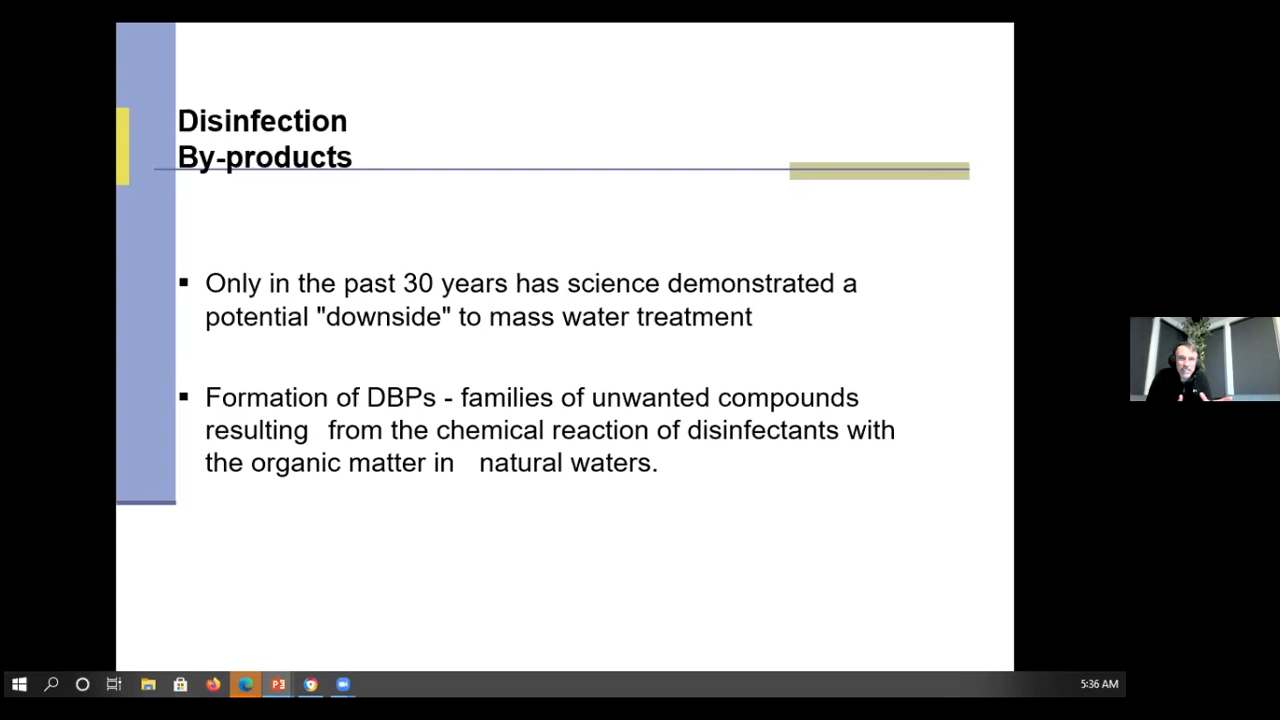 Disinfection
By-products
▪ Only in the past 30 years has science demonstrated a
potential "downside" to mass water treatment
▪ Formation of DBPs - families of unwanted compounds
resulting from the chemical reaction of disinfectants with
the organic matter in natural waters.
5:36 AM